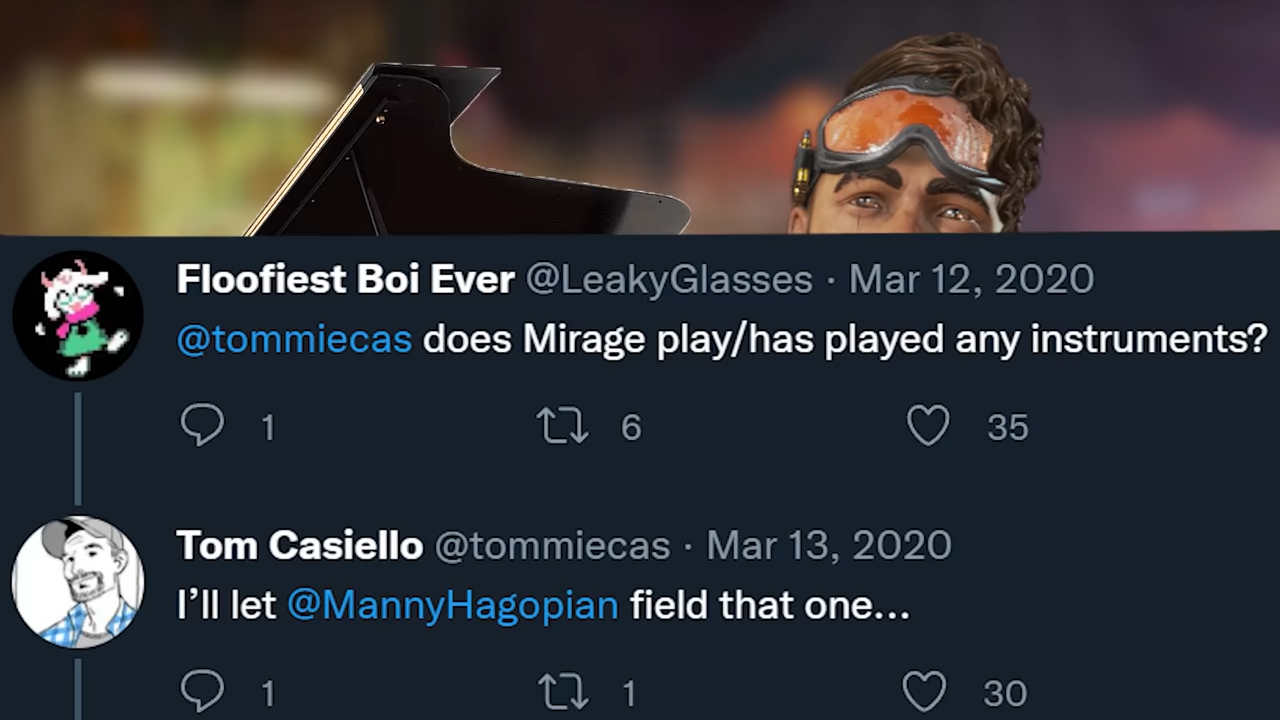 Floofiest Boi Ever @LeakyGlasses · Mar 12, 2020
@tommiecas does Mirage play/has played any instruments?
1 6 35
Tom Casiello @tommiecas · Mar 13, 2020
I’ll let @MannyHagopian field that one...
1 1 30